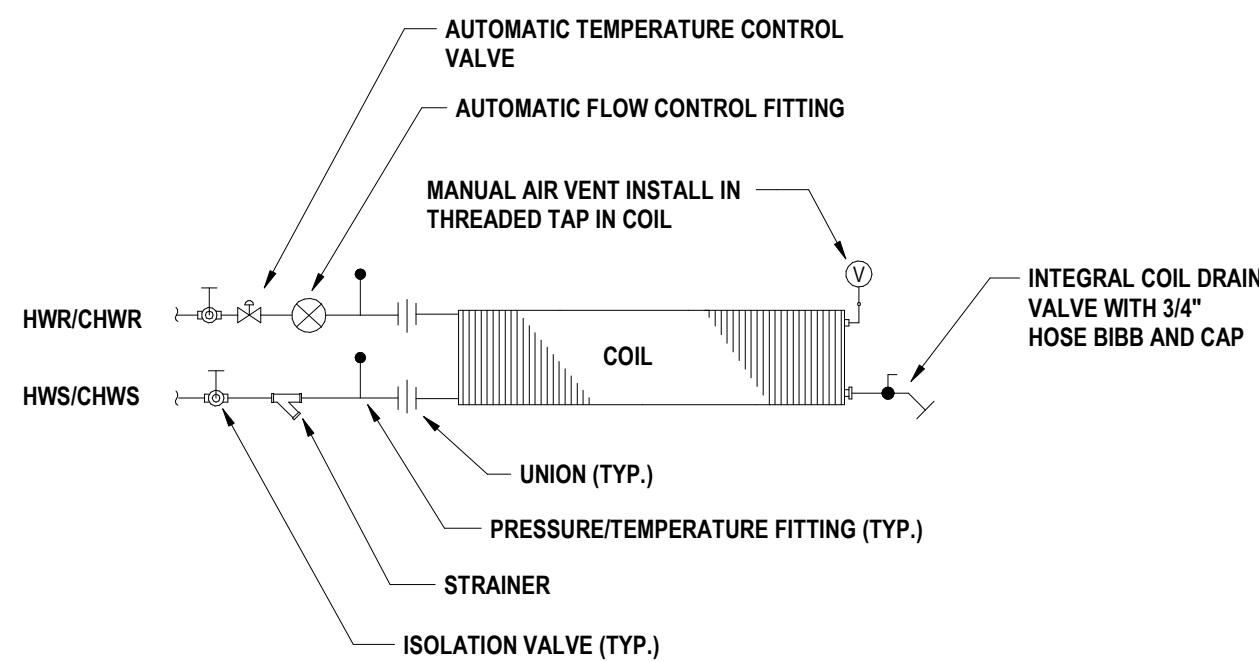 AUTOMATIC TEMPERATURE CONTROL
VALVE
AUTOMATIC FLOW CONTROL FITTING
MANUAL AIR VENT INSTALL IN
THREADED TAP IN COIL
V
INTEGRAL COIL DRAIN
VALVE WITH 3/4"
HOSE BIBB AND CAP
HWR/CHWR
COIL
HWS/CHWS
UNION (TYP.)
PRESSURE/TEMPERATURE FITTING (TYP.)
STRAINER
ISOLATION VALVE (TYP.)